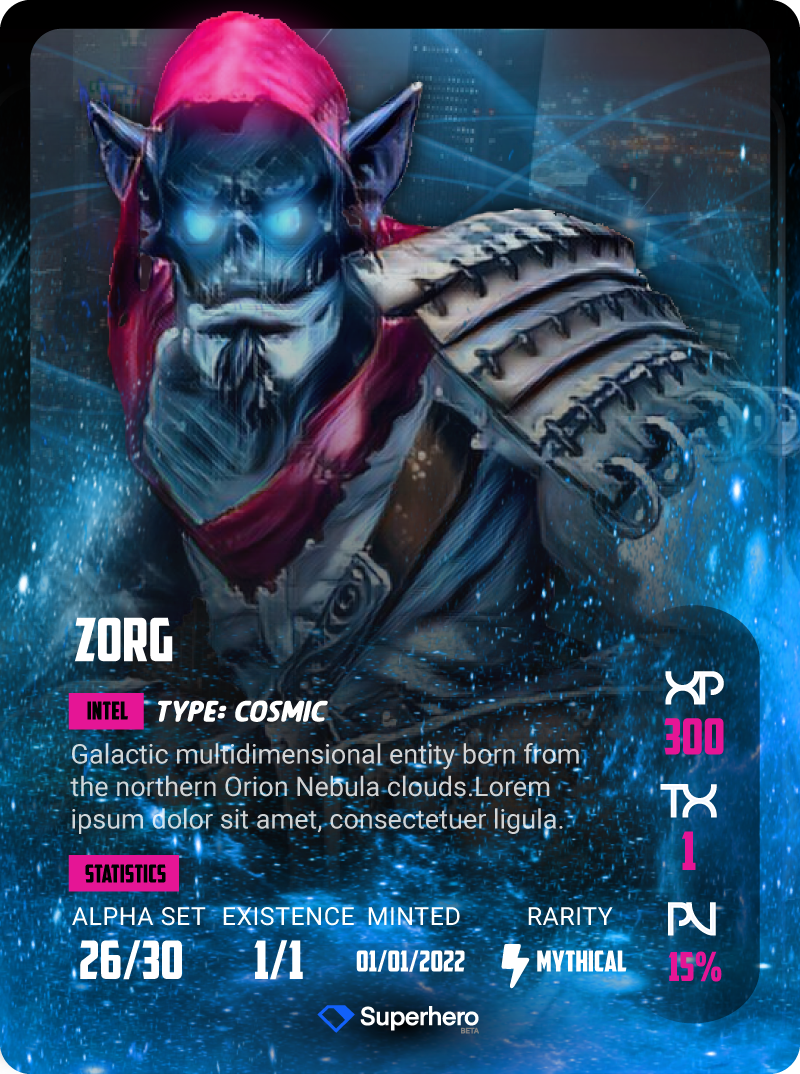 ZORG
INTEL TYPE: COSMIC
Galactic multidimensional entity born from
the northern Orion Nebula clouds.Lorem
ipsum dolor sit amet, consectetuer ligula.
STATISTICS
ALPHA SET EXISTENCE MINTED RARITY
26/30 1/1 01/01/2022 MYTHICAL
XP
300
TX
1
PV
15%
Superhero
BETA